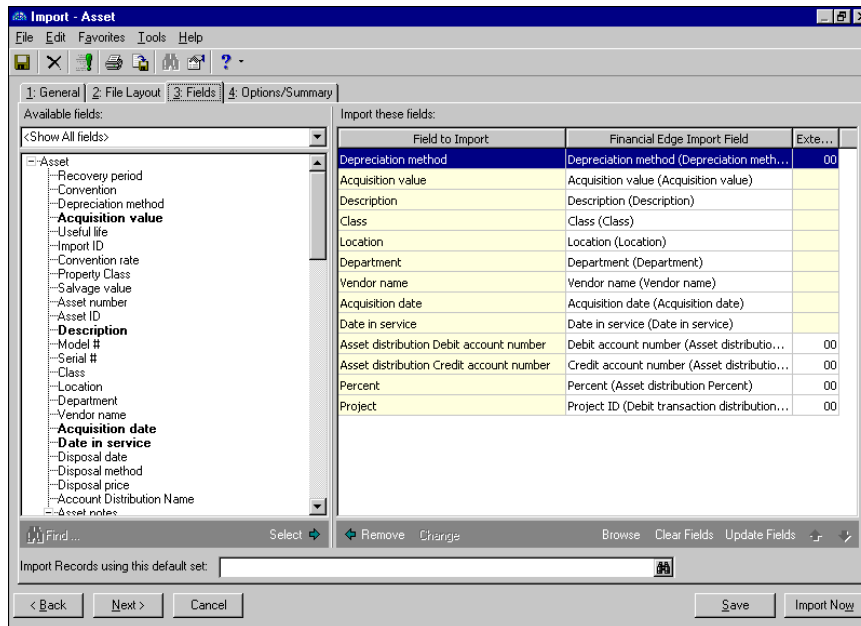 Import - Asset
File Edit Favorites Tools Help
1: General 2: File Layout 3: Fields 4: Options/Summary
Available fields:
<Show All fields>
Asset
Recovery period
Convention
Depreciation method
Acquisition value
Useful life
Import ID
Convention rate
Property Class
Salvage value
Asset number
Asset ID
Description
Model #
Serial #
Class
Location
Department
Vendor name
Acquisition date
Date in service
Disposal date
Disposal method
Disposal price
Account Distribution Name
Asset notes
Find... Select
Import these fields:
Field to Import Financial Edge Import Field Exte...
Depreciation method Depreciation method (Depreciation meth... 00
Acquisition value Acquisition value (Acquisition value)
Description Description (Description)
Class Class (Class)
Location Location (Location)
Department Department (Department)
Vendor name Vendor name (Vendor name)
Acquisition date Acquisition date (Acquisition date)
Date in service Date in service (Date in service)
Asset distribution Debit account number Debit account number (Asset distributio... 00
Asset distribution Credit account number Credit account number (Asset distributio... 00
Percent Percent (Asset distribution Percent) 00
Project Project ID (Debit transaction distribution... 00
Remove Change Browse Clear Fields Update Fields
Import Records using this default set:
< Back Next > Cancel Save Import Now